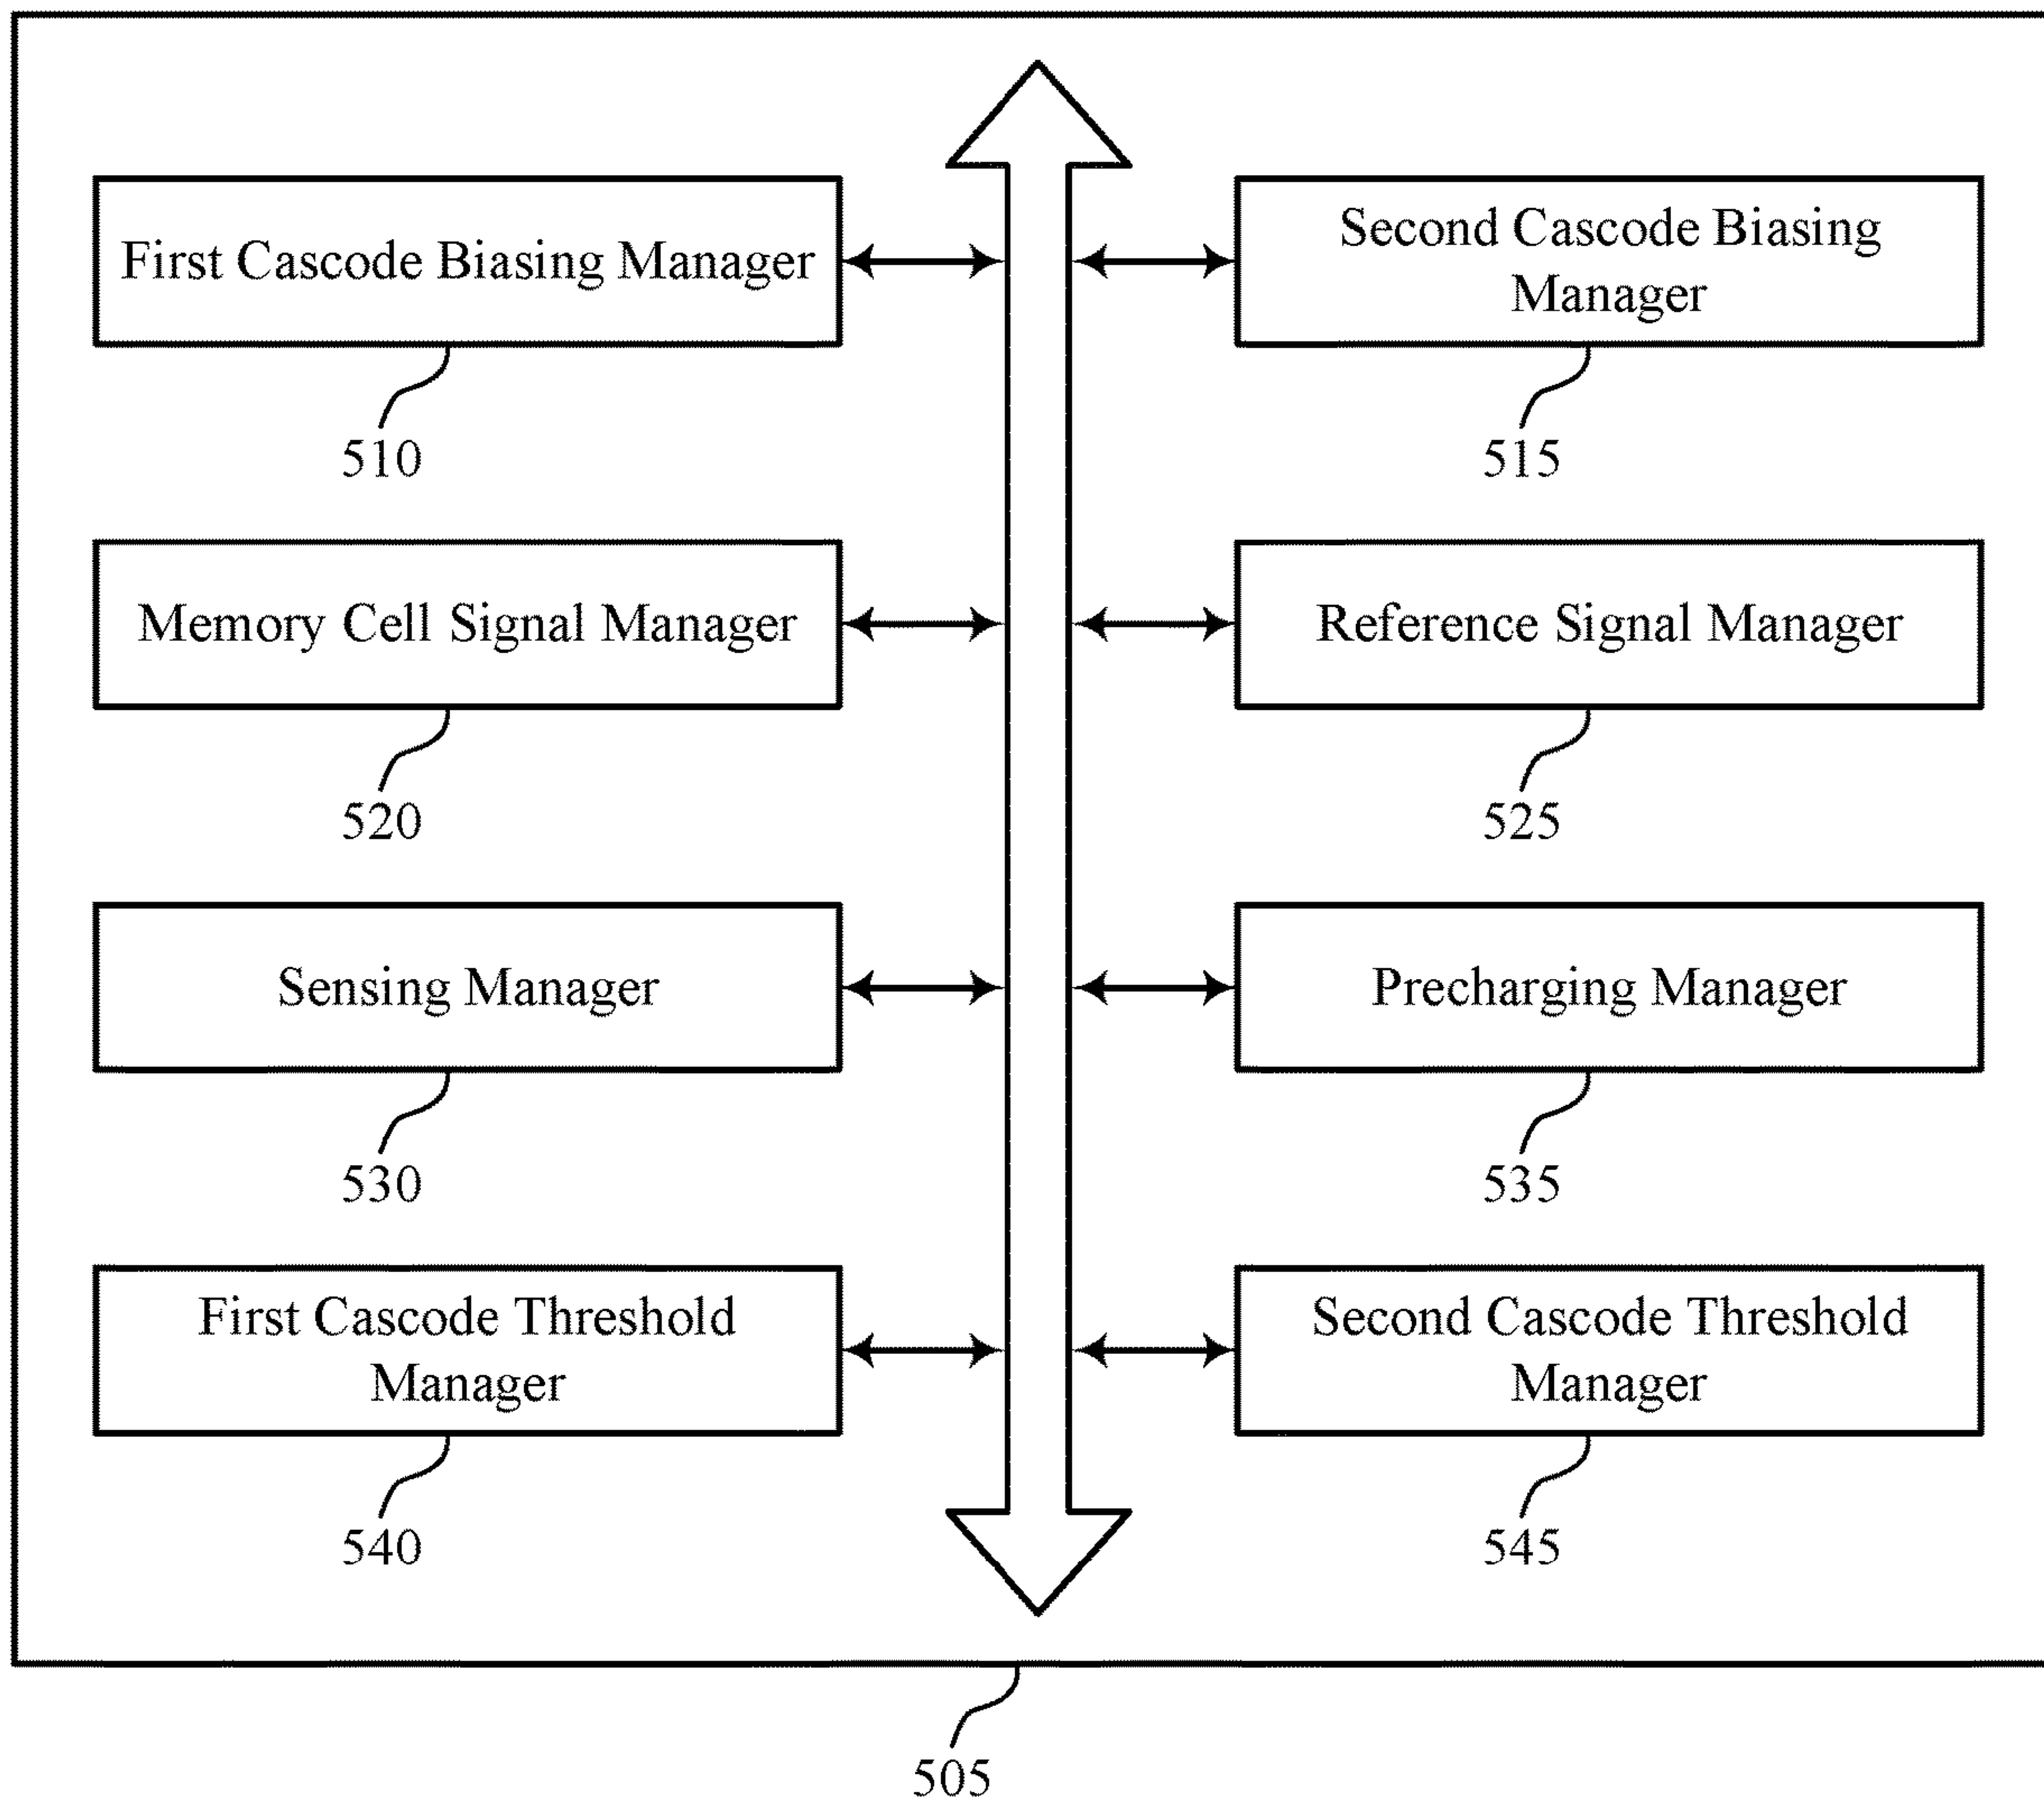 First Cascode Biasing Manager
510
Second Cascode Biasing
Manager
515
Memory Cell Signal Manager
520
Reference Signal Manager
525
Sensing Manager
530
Precharging Manager
535
First Cascode Threshold
Manager
540
Second Cascode Threshold
Manager
545
505